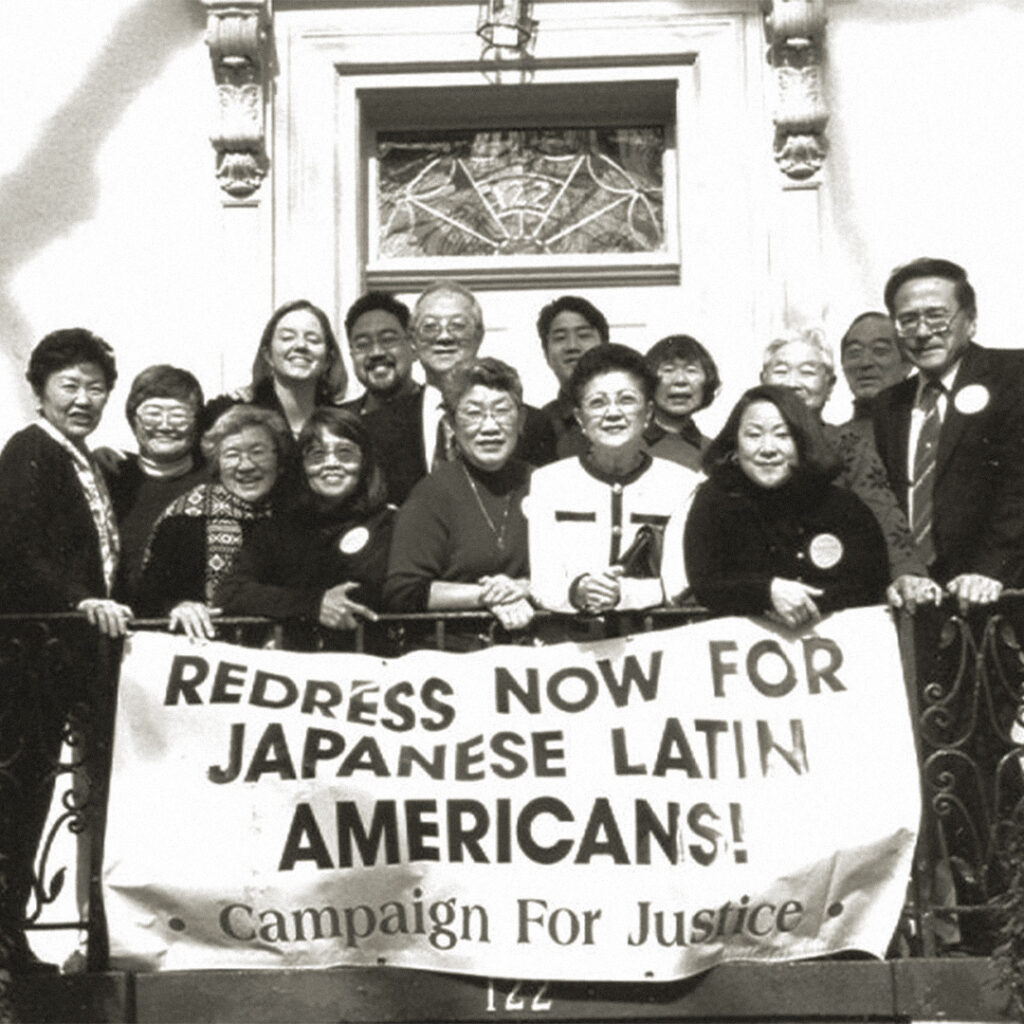 122
REDRESS NOW FOR
JAPANESE LATIN
AMERICANS!
• Campaign For Justice •
122